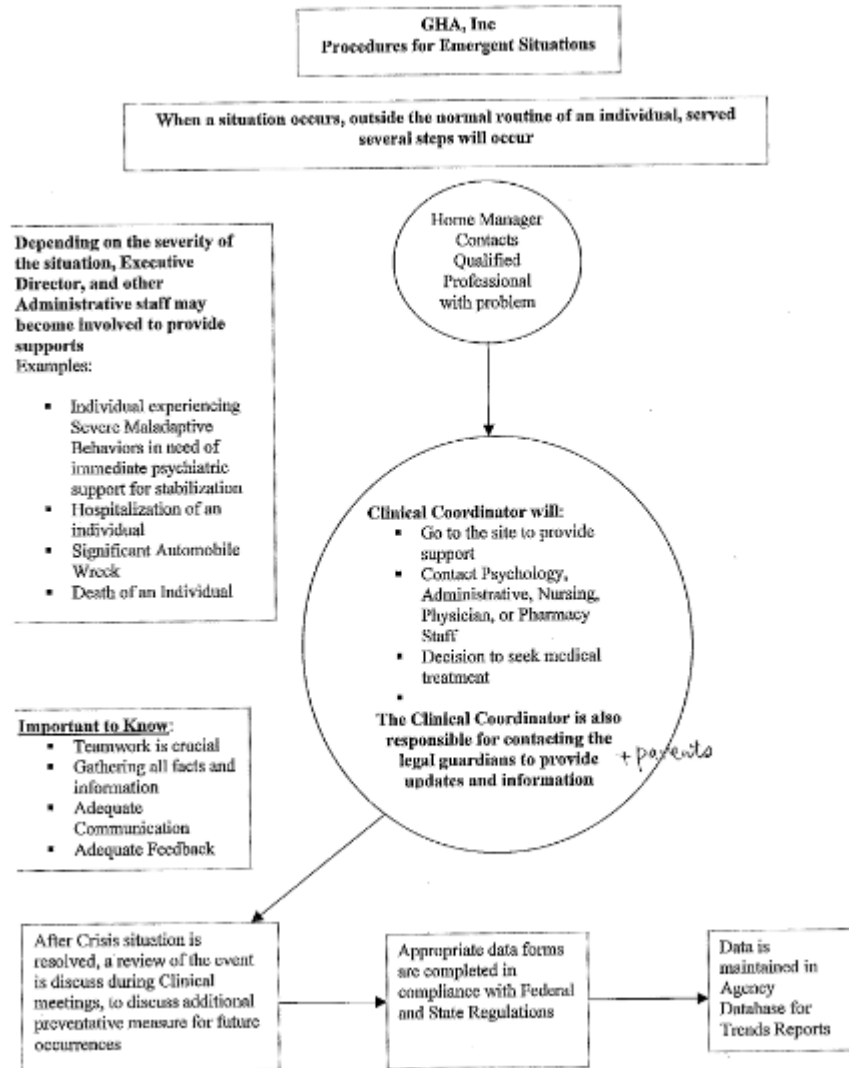 GHA, Inc
Procedures for Emergent Situations
When a situation occurs, outside the normal routine of an individual, served
several steps will occur
Home Manager
Contacts
Qualified
Professional
with problem
Depending on the severity of
the situation, Executive
Director, and other
Administrative staff may
become involved to provide
supports
Examples:
▪ Individual experiencing
Severe Maladaptive
Behaviors in need of
immediate psychiatric
support for stabilization
▪ Hospitalization of an
individual
▪ Significant Automobile
Wreck
▪ Death of an Individual
Clinical Coordinator will:
▪ Go to the site to provide
support
▪ Contact Psychology,
Administrative, Nursing,
Physician, or Pharmacy
Staff
▪ Decision to seek medical
treatment
▪
The Clinical Coordinator is also
responsible for contacting the
legal guardians to provide + parents
updates and information
Important to Know:
▪ Teamwork is crucial
▪ Gathering all facts and
information
▪ Adequate
Communication
▪ Adequate Feedback
After Crisis situation is
resolved, a review of the event
is discuss during Clinical
meetings, to discuss additional
preventative measure for future
occurrences
Appropriate data forms
are completed in
compliance with Federal
and State Regulations
Data is
maintained in
Agency
Database for
Trends Reports